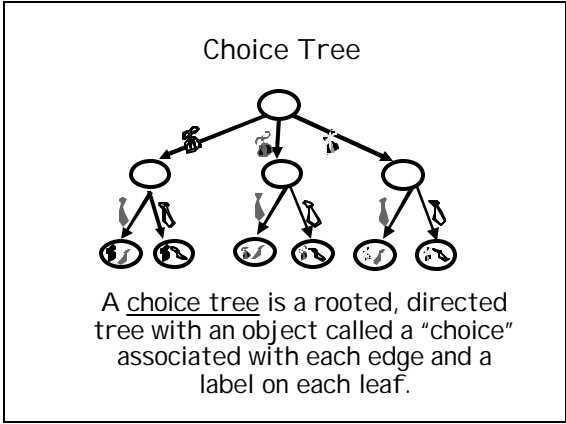 Choice Tree
A choice tree is a rooted, directed
tree with an object called a "choice"
associated with each edge and a
label on each leaf.